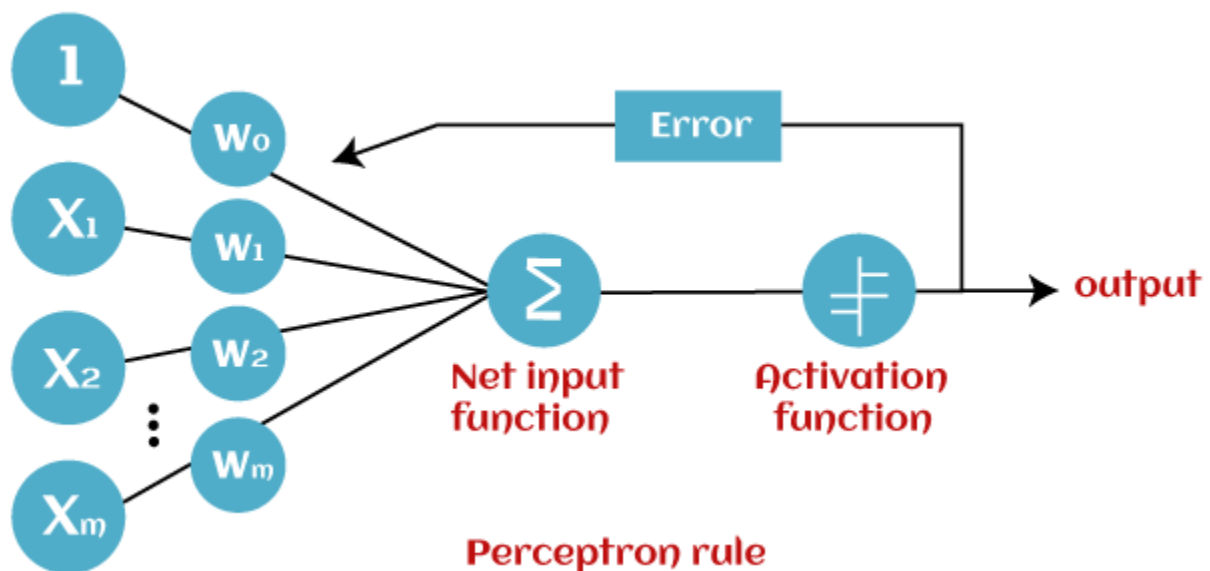 1
W₀
Error
X₁
W₁
Σ
output
X₂
W₂
Net input
function
Activation
function
Xₘ
Wₘ
Perceptron rule